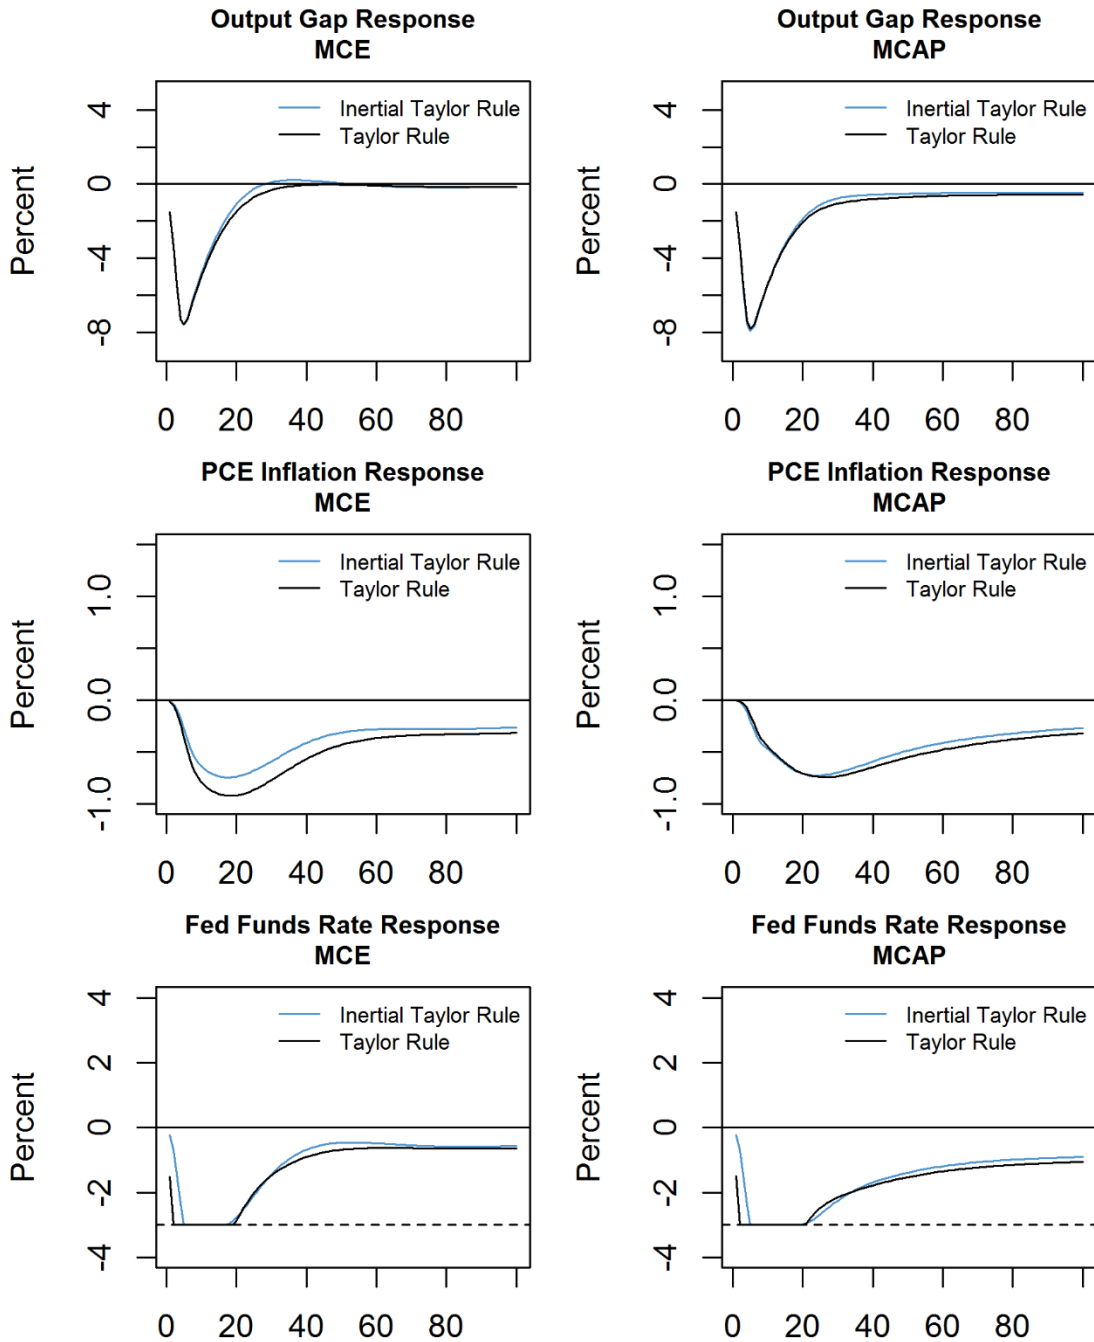 Output Gap Response
MCE
Percent
4
0
-4
-8
Inertial Taylor Rule
Taylor Rule
0 20 40 60 80
Output Gap Response
MCAP
Percent
4
0
-4
-8
Inertial Taylor Rule
Taylor Rule
0 20 40 60 80
PCE Inflation Response
MCE
Percent
1.0
0.0
-1.0
Inertial Taylor Rule
Taylor Rule
0 20 40 60 80
PCE Inflation Response
MCAP
Percent
1.0
0.0
-1.0
Inertial Taylor Rule
Taylor Rule
0 20 40 60 80
Fed Funds Rate Response
MCE
Percent
4
2
0
-2
-4
Inertial Taylor Rule
Taylor Rule
0 20 40 60 80
Fed Funds Rate Response
MCAP
Percent
4
2
0
-2
-4
Inertial Taylor Rule
Taylor Rule
0 20 40 60 80